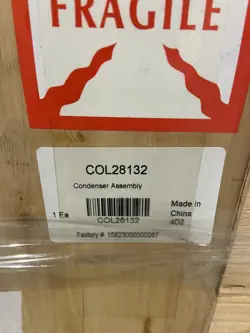 FRAGILE
COL28132
Condenser Assembly
1 Ea
COL28132
Made in
China
4D2
Factory # 15823000000267